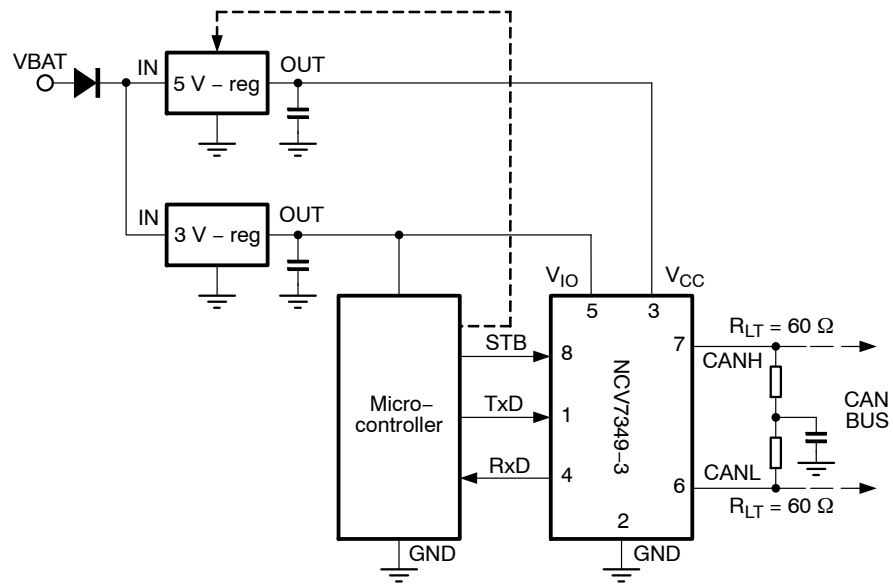 VBAT
IN
5 V – reg
OUT
IN
3 V – reg
OUT
V_IO
V_CC
5
3
STB
8
7
R_LT = 60 Ω
CANH
Micro–
controller
TxD
1
NCV7349–3
CAN
BUS
RxD
4
6
CANL
R_LT = 60 Ω
2
GND
GND